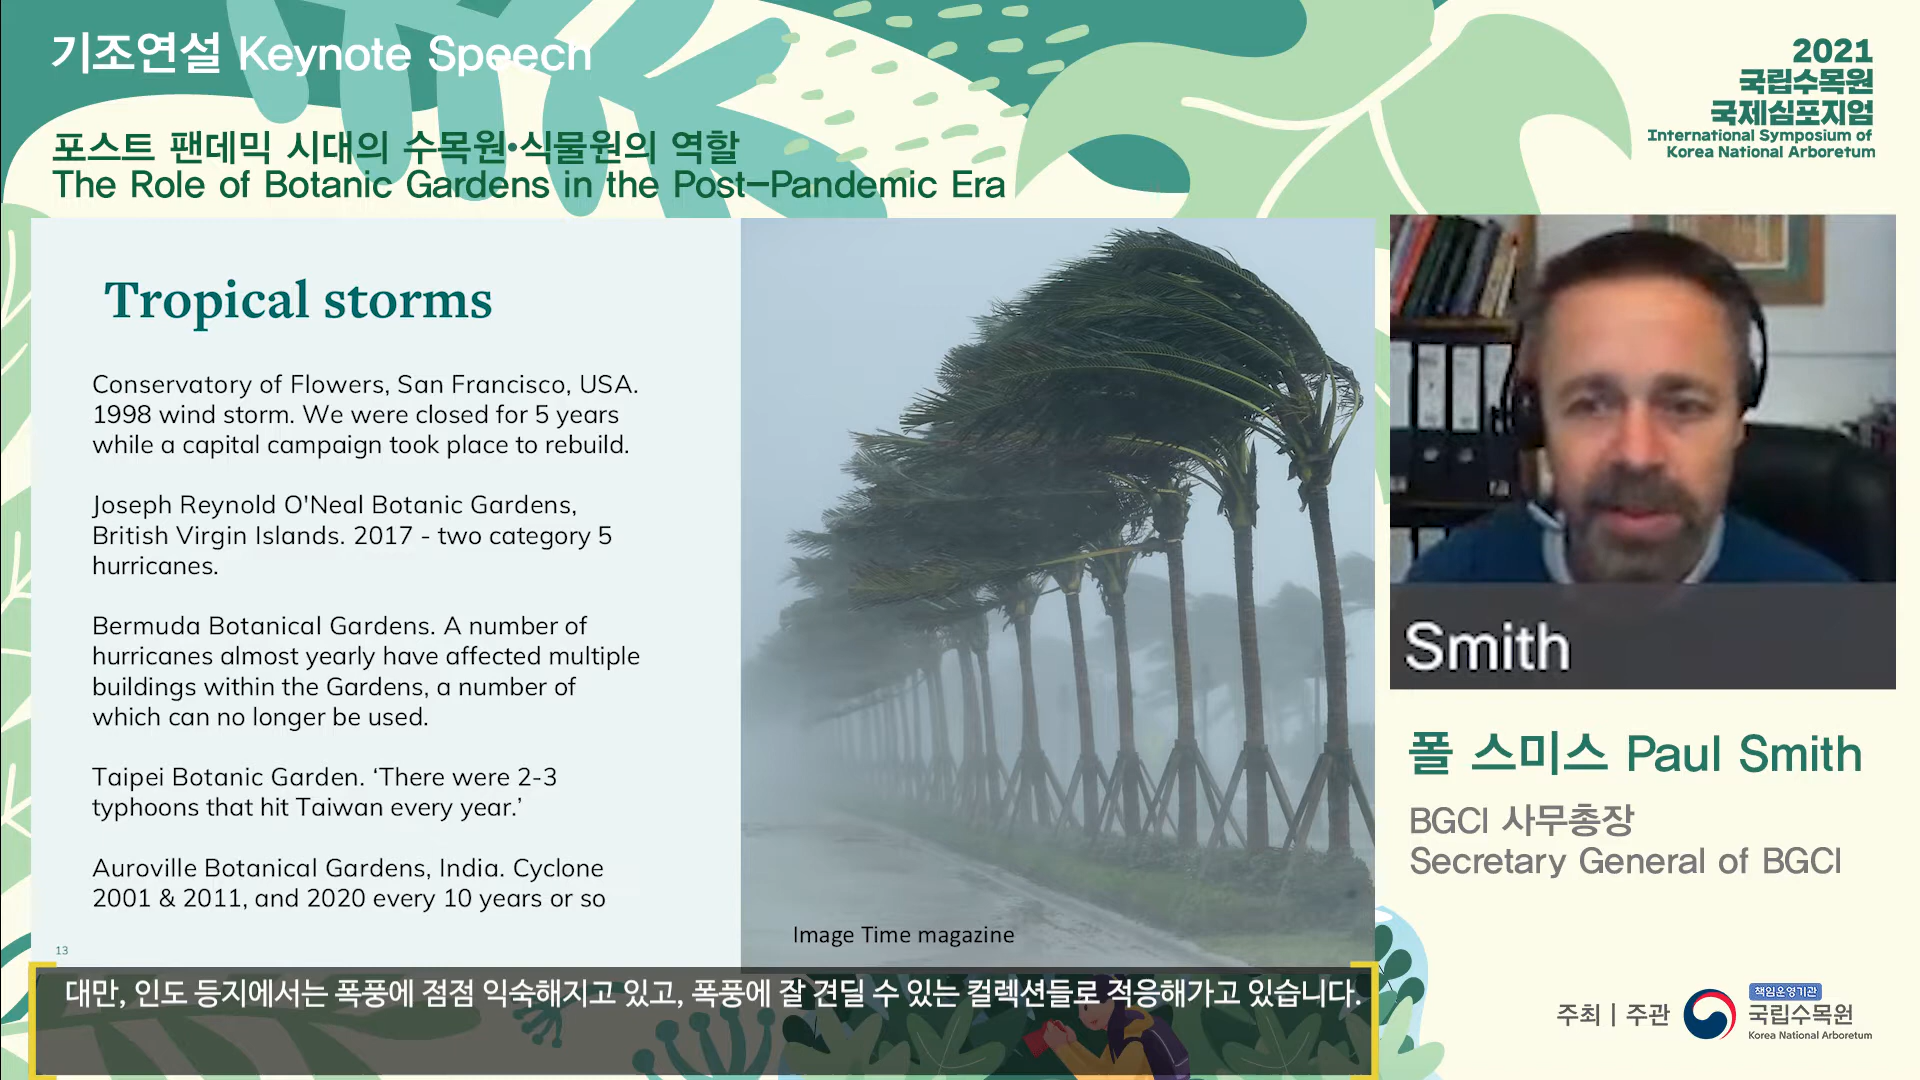 기조연설 Keynote Speech
2021
국립수목원
국제심포지엄
International Symposium of
Korea National Arboretum
포스트 팬데믹 시대의 수목원•식물원의 역할
The Role of Botanic Gardens in the Post-Pandemic Era
Tropical storms
Conservatory of Flowers, San Francisco, USA.
1998 wind storm. We were closed for 5 years
while a capital campaign took place to rebuild.
Joseph Reynold O'Neal Botanic Gardens,
British Virgin Islands. 2017 - two category 5
hurricanes.
Bermuda Botanical Gardens. A number of
hurricanes almost yearly have affected multiple
buildings within the Gardens, a number of
which can no longer be used.
Taipei Botanic Garden. ‘There were 2-3
typhoons that hit Taiwan every year.’
Auroville Botanical Gardens, India. Cyclone
2001 & 2011, and 2020 every 10 years or so
13
Image Time magazine
Smith
폴 스미스 Paul Smith
BGCI 사무총장
Secretary General of BGCI
대만, 인도 등지에서는 폭풍에 점점 익숙해지고 있고, 폭풍에 잘 견딜 수 있는 컬렉션들로 적응해가고 있습니다.
주최 | 주관
책임운영기관
국립수목원
Korea National Arboretum